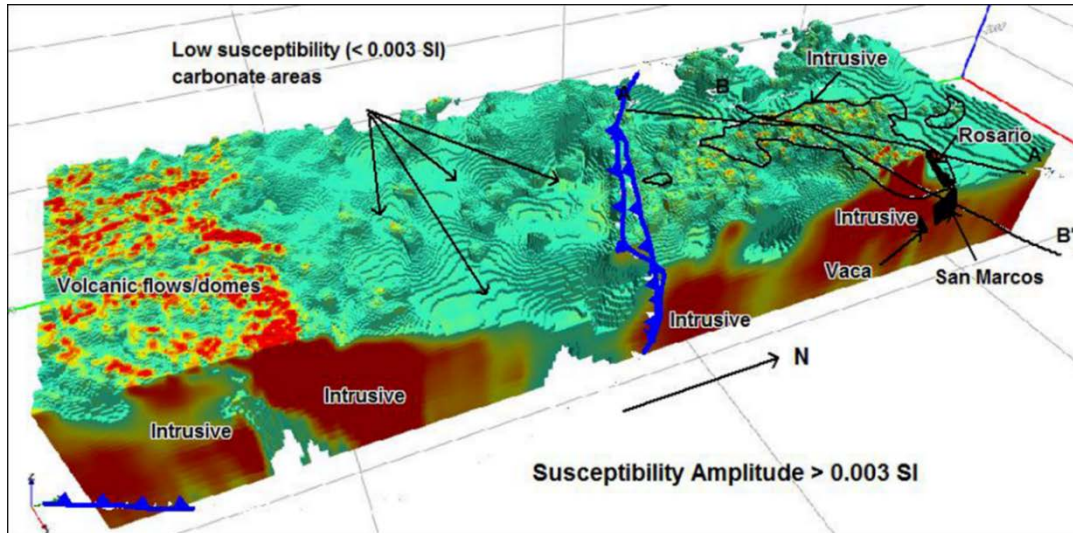 Low susceptibility (< 0.003 SI)
carbonate areas
Intrusive
B
A
Rosario
A'
Intrusive
B'
Vaca
San Marcos
Volcanic flows/domes
Intrusive
N
Intrusive
Intrusive
Susceptibility Amplitude > 0.003 SI